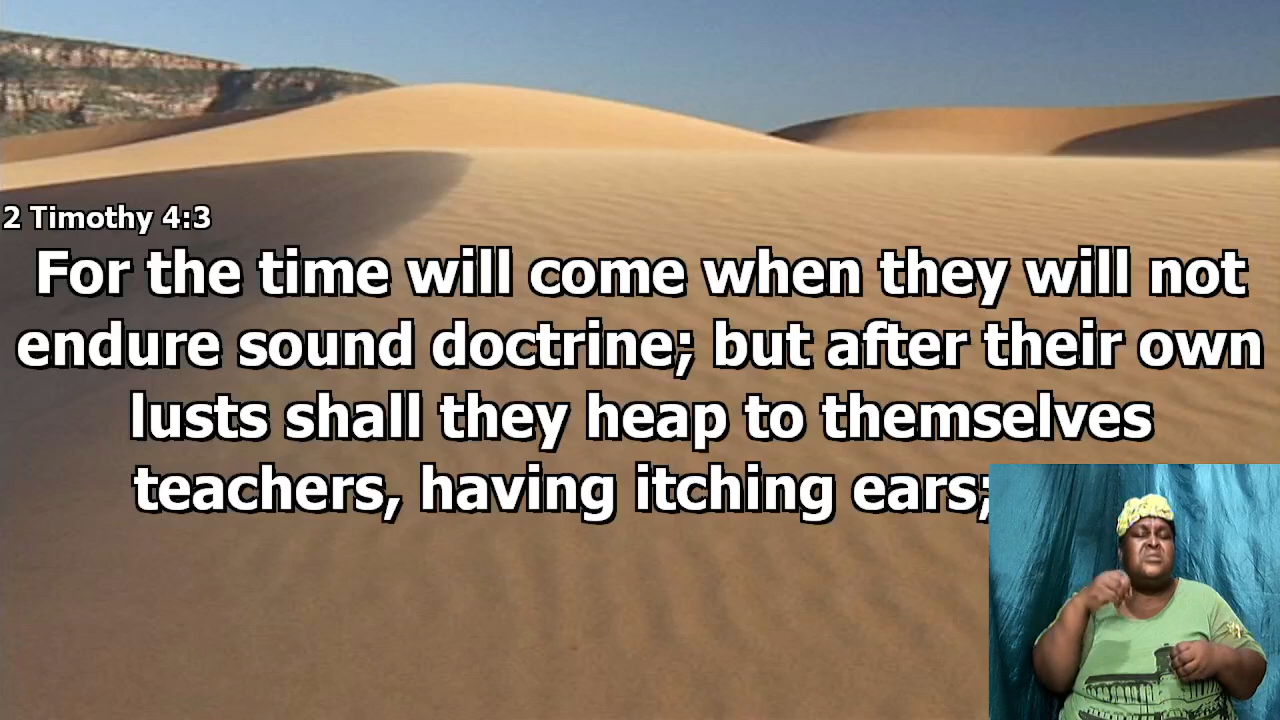 2 Timothy 4:3
For the time will come when they will not
endure sound doctrine; but after their own
lusts shall they heap to themselves
teachers, having itching ears;